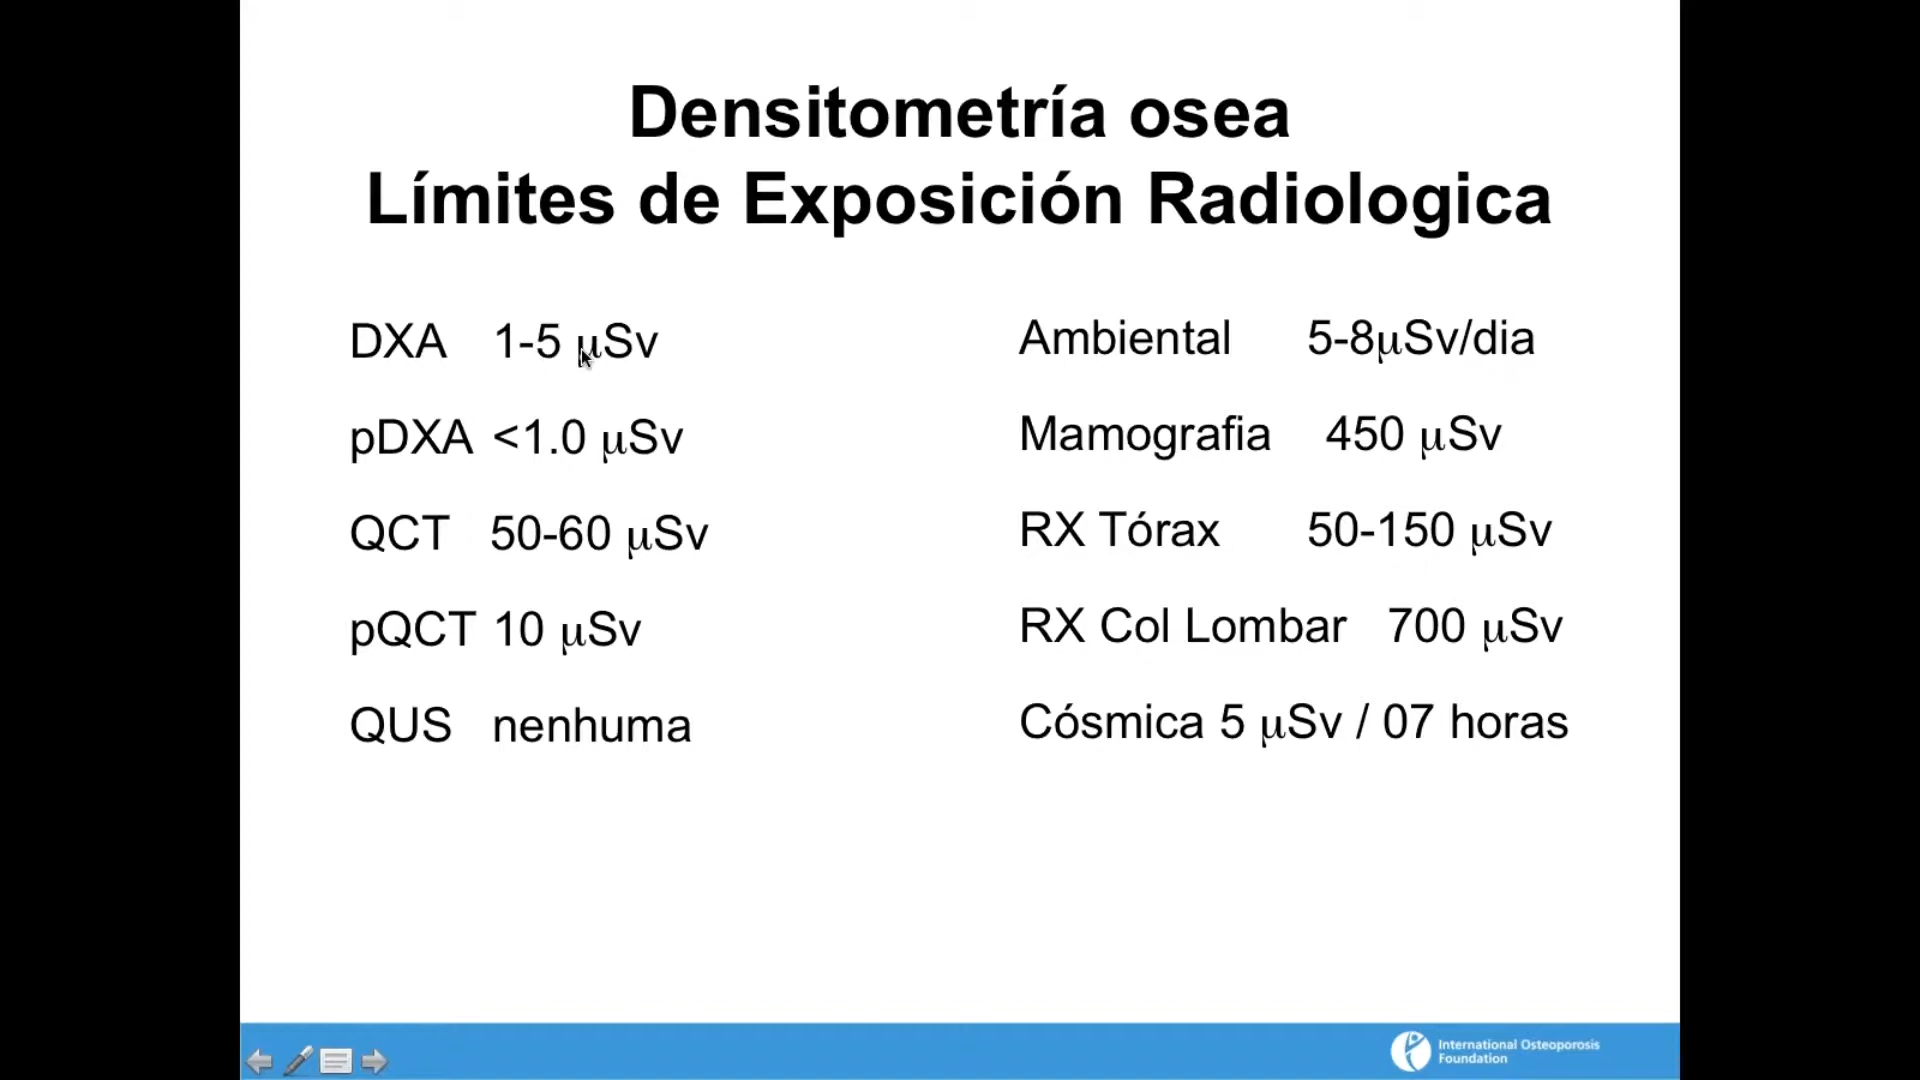 Densitometría osea
Límites de Exposición Radiologica
DXA 1-5 μSv
pDXA <1.0 μSv
QCT 50-60 μSv
pQCT 10 μSv
QUS nenhuma
Ambiental 5-8μSv/dia
Mamografia 450 μSv
RX Tórax 50-150 μSv
RX Col Lombar 700 μSv
Cósmica 5 μSv / 07 horas
International Osteoporosis
Foundation